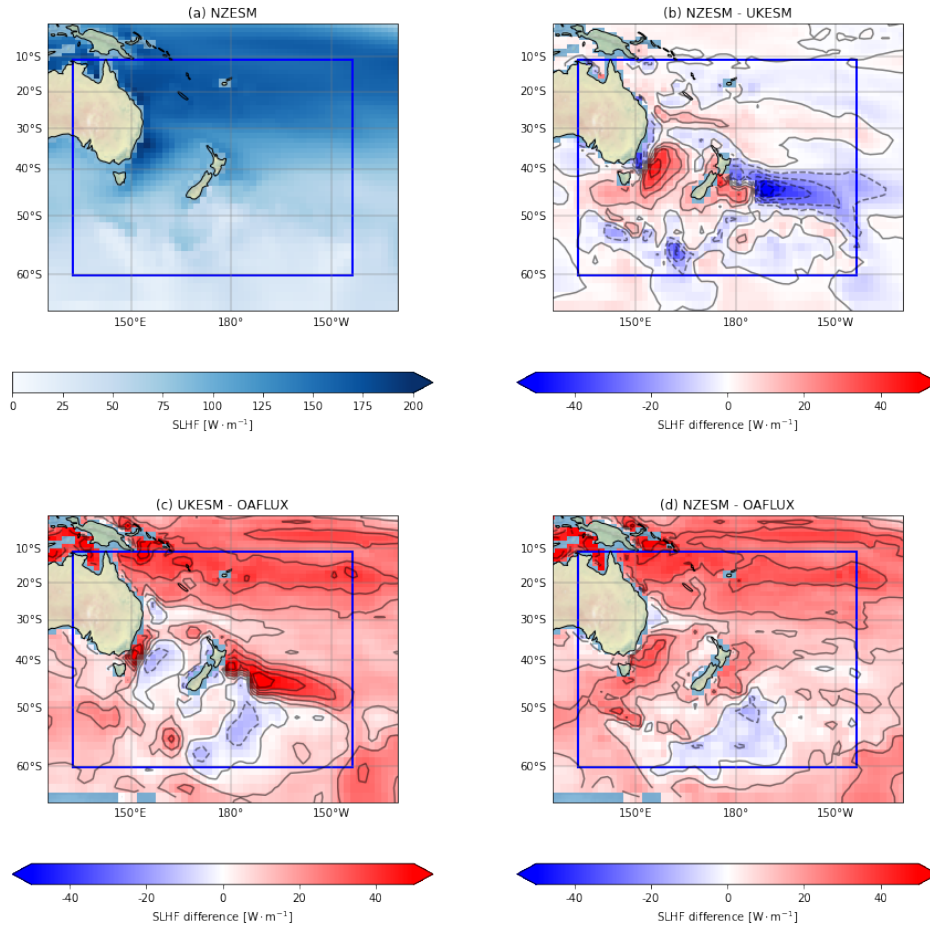 (a) NZESM
10°S
20°S
30°S
40°S
50°S
60°S
150°E 180° 150°W
0 25 50 75 100 125 150 175 200
SLHF [W · m⁻¹]
(b) NZESM - UKESM
10°S
20°S
30°S
40°S
50°S
60°S
150°E 180° 150°W
-40 -20 0 20 40
SLHF difference [W · m⁻¹]
(c) UKESM - OAFLUX
10°S
20°S
30°S
40°S
50°S
60°S
150°E 180° 150°W
-40 -20 0 20 40
SLHF difference [W · m⁻¹]
(d) NZESM - OAFLUX
10°S
20°S
30°S
40°S
50°S
60°S
150°E 180° 150°W
-40 -20 0 20 40
SLHF difference [W · m⁻¹]